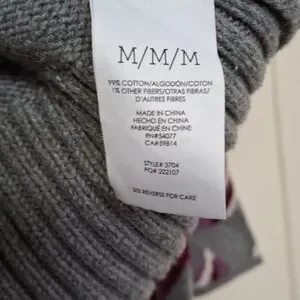 M/M/M
99% COTTON/ALGODÓN/COTON
1% OTHER FIBERS/OTRAS FIBRAS/
D'AUTRES FIBRES
MADE IN CHINA
HECHO EN CHINA
FABRIQUÉ EN CHINE
RN#54077
CA#59814
STYLE# 3704
PO# 222107
SEE REVERSE FOR CARE